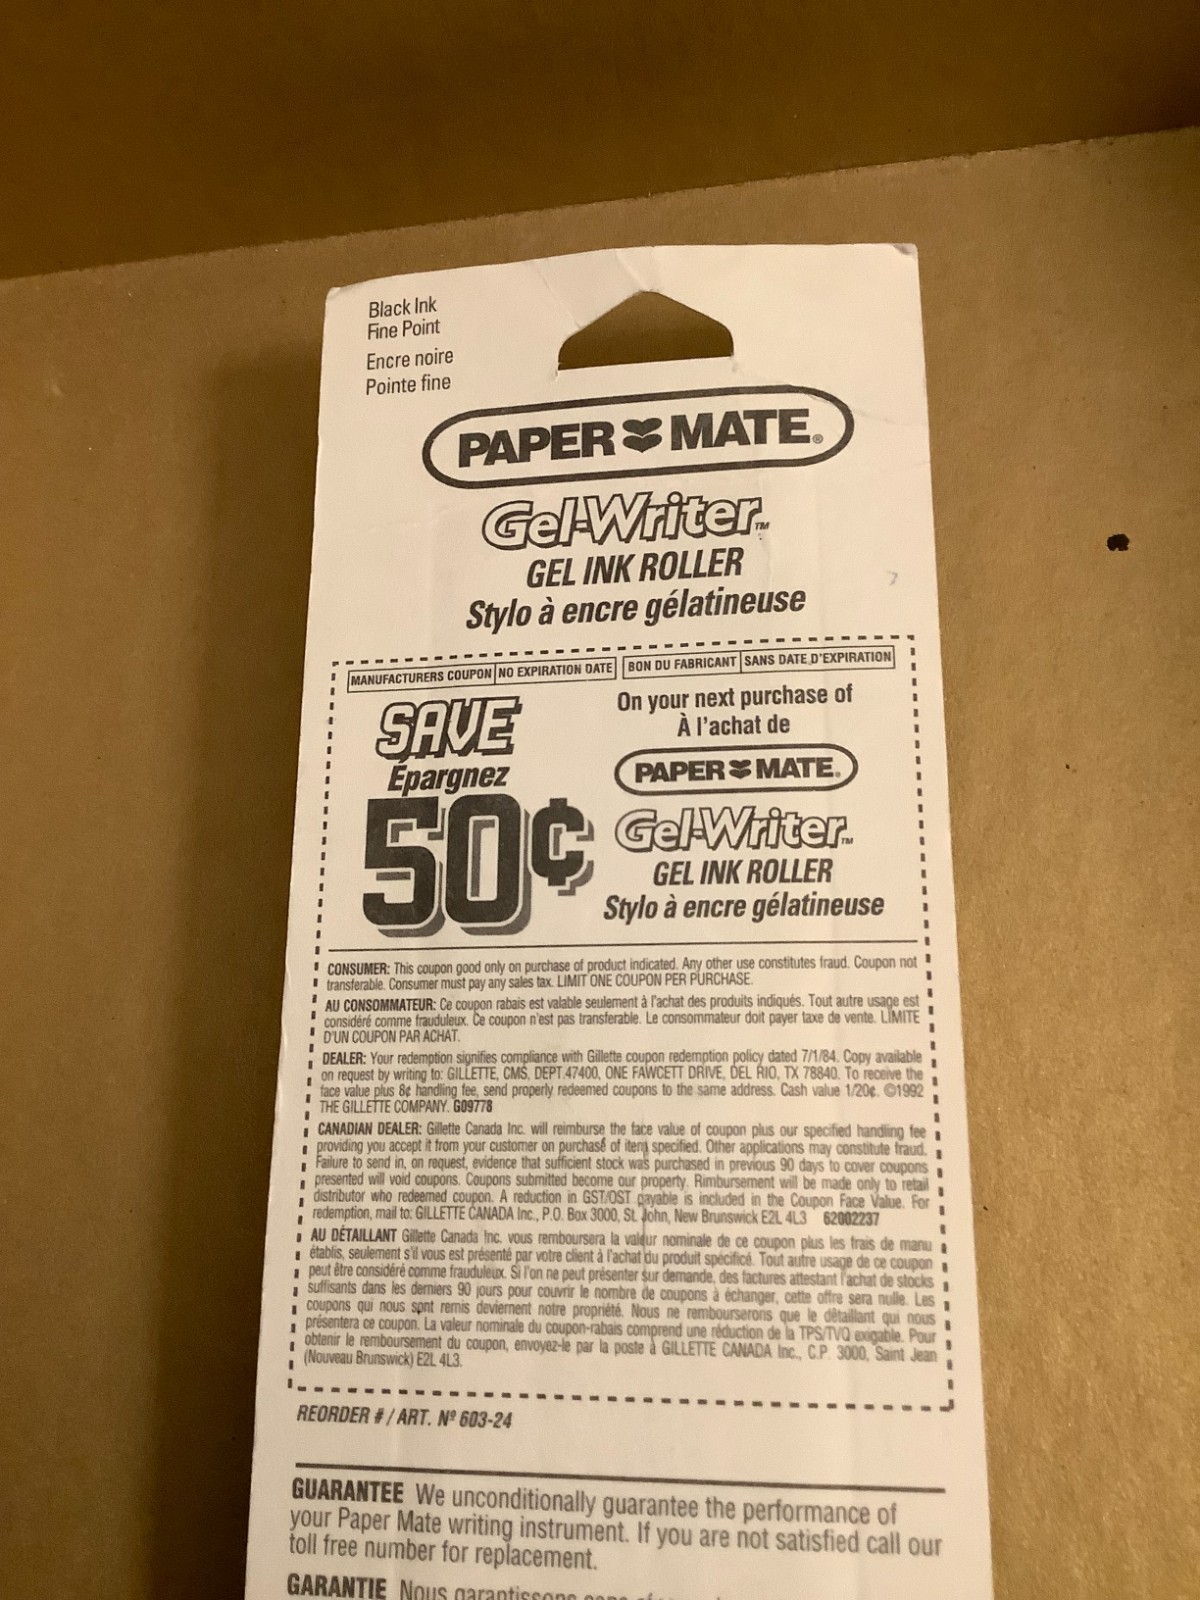 Black Ink
Fine Point
Encre noire
Pointe fine
PAPER MATE®
Gel-Writer™
GEL INK ROLLER
Stylo à encre gélatineuse
MANUFACTURERS COUPON NO EXPIRATION DATE BON DU FABRICANT SANS DATE D'EXPIRATION
SAVE
Épargnez
50¢
On your next purchase of
À l'achat de
PAPER MATE®
Gel-Writer™
GEL INK ROLLER
Stylo à encre gélatineuse
CONSUMER: This coupon good only on purchase of product indicated. Any other use constitutes fraud. Coupon not
transferable. Consumer must pay any sales tax. LIMIT ONE COUPON PER PURCHASE.
AU CONSOMMATEUR: Ce coupon rabais est valable seulement à l'achat des produits indiqués. Tout autre usage est
considéré comme frauduleux. Ce coupon n'est pas transferable. Le consommateur doit payer taxe de vente. LIMITE
D'UN COUPON PAR ACHAT.
DEALER: Your redemption signifies compliance with Gillette coupon redemption policy dated 7/1/84. Copy available
on request by writing to: GILLETTE, CMS, DEPT.47400, ONE FAWCETT DRIVE, DEL RIO, TX 78840. To receive the
face value plus 8¢ handling fee, send properly redeemed coupons to the same address. Cash value 1/20¢. ©1992
THE GILLETTE COMPANY. G09778
CANADIAN DEALER: Gillette Canada Inc. will reimburse the face value of coupon plus our specified handling fee
providing you accept it from your customer on purchase of item specified. Other applications may constitute fraud.
Failure to send in, on request, evidence that sufficient stock was purchased in previous 90 days to cover coupons
presented will void coupons. Coupons submitted become our property. Rimbursement will be made only to retail
distributor who redeemed coupon. A reduction in GST/OST payable is included in the Coupon Face Value. For
redemption, mail to: GILLETTE CANADA Inc., P.O. Box 3000, St. John, New Brunswick E2L 4L3 62002237
AU DÉTAILLANT Gillette Canada Inc. vous remboursera la valeur nominale de ce coupon plus les frais de manu
établis, seulement s'il vous est présenté par votre client à l'achat du produit spécificé. Tout autre usage de ce coupon
peut être considéré comme frauduleux. Si l'on ne peut présenter sur demande, des factures attestant l'achat de stocks
suffisants dans les derniers 90 jours pour couvrir le nombre de coupons à échanger, cette offre sera nulle. Les
coupons qui nous sont remis deviernent notre propriété. Nous ne rembourserons que le détaillant qui nous
présentera ce coupon. La valeur nominale du coupon-rabais comprend une réduction de la TPS/TVQ exigable. Pour
obtenir le remboursement du coupon, envoyez-le par la poste à GILLETTE CANADA Inc., C.P. 3000, Saint Jean
(Nouveau Brunswick) E2L 4L3.
REORDER # / ART. Nº 603-24
GUARANTEE We unconditionally guarantee the performance of
your Paper Mate writing instrument. If you are not satisfied call our
toll free number for replacement.
GARANTIE Nous garantissons